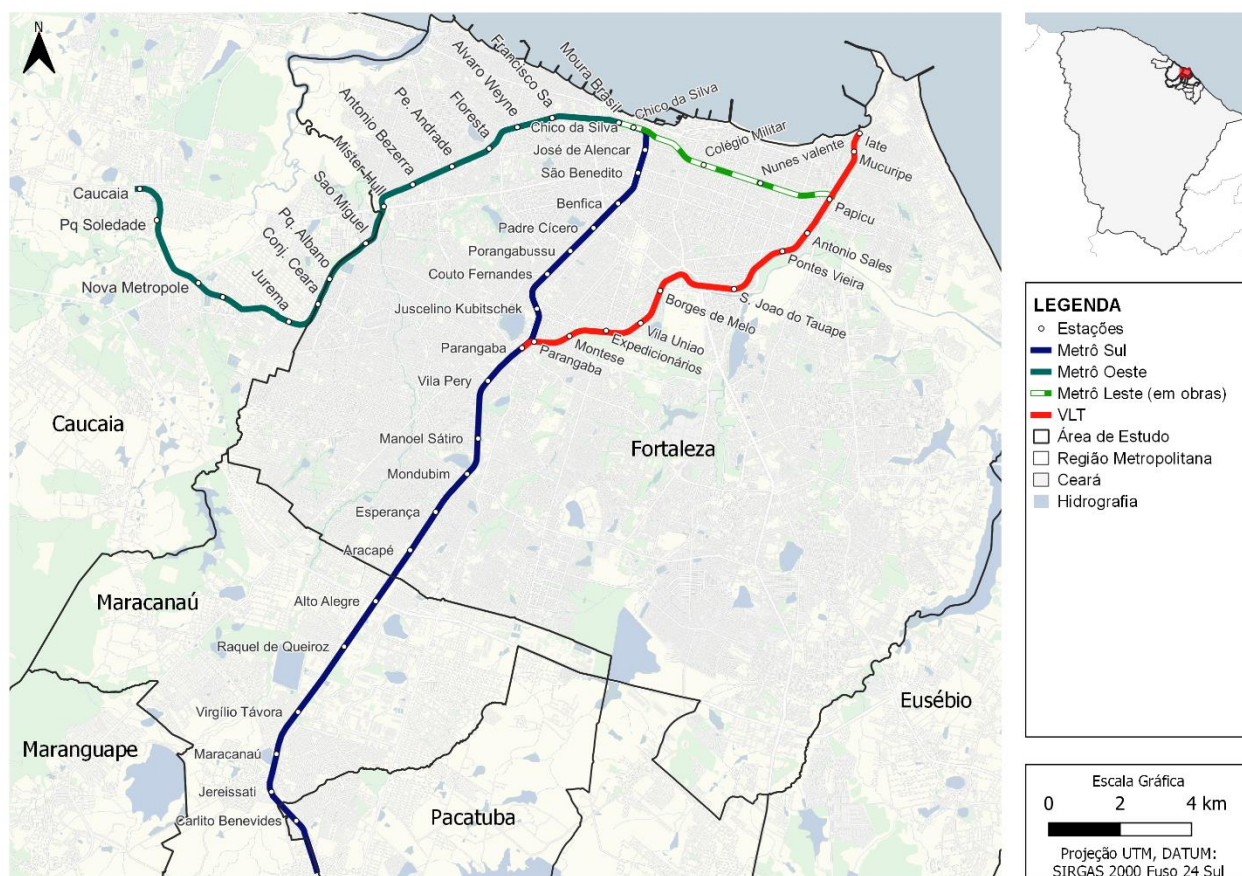 N
Alvaro Weyne
Francisco Sa
Moura Brasil
Chico da Silva
Antonio Bezerra
Pe. Andrade
Floresta
Chico da Silva
Colégio Militar
Nunes valente
Iate
Mucuripe
José de Alencar
São Benedito
Mister-Hull
Caucaia
Pq Soledade
Sao Miguel
Benfica
Papicu
Padre Cícero
Antonio Sales
Pq. Albano
Conj. Ceara
Porangabussu
Pontes Vieira
Couto Fernandes
Nova Metropole
Jurema
S. Joao do Tauape
Juscelino Kubitschek
Borges de Melo
Vila Uniao
Expedicionários
Montese
Parangaba
Parangaba
Vila Pery
Caucaia
Manoel Sátiro
Fortaleza
Mondubim
Esperança
Aracapé
Maracanaú
Alto Alegre
Raquel de Queiroz
Eusébio
Virgílio Távora
Maranguape
Maracanaú
Jereissati
Carlito Benevides
Pacatuba
LEGENDA
Estações
Metrô Sul
Metrô Oeste
Metrô Leste (em obras)
VLT
Área de Estudo
Região Metropolitana
Ceará
Hidrografia
Escala Gráfica
0 2 4 km
Projeção UTM, DATUM:
SIRGAS 2000 Fuso 24 Sul